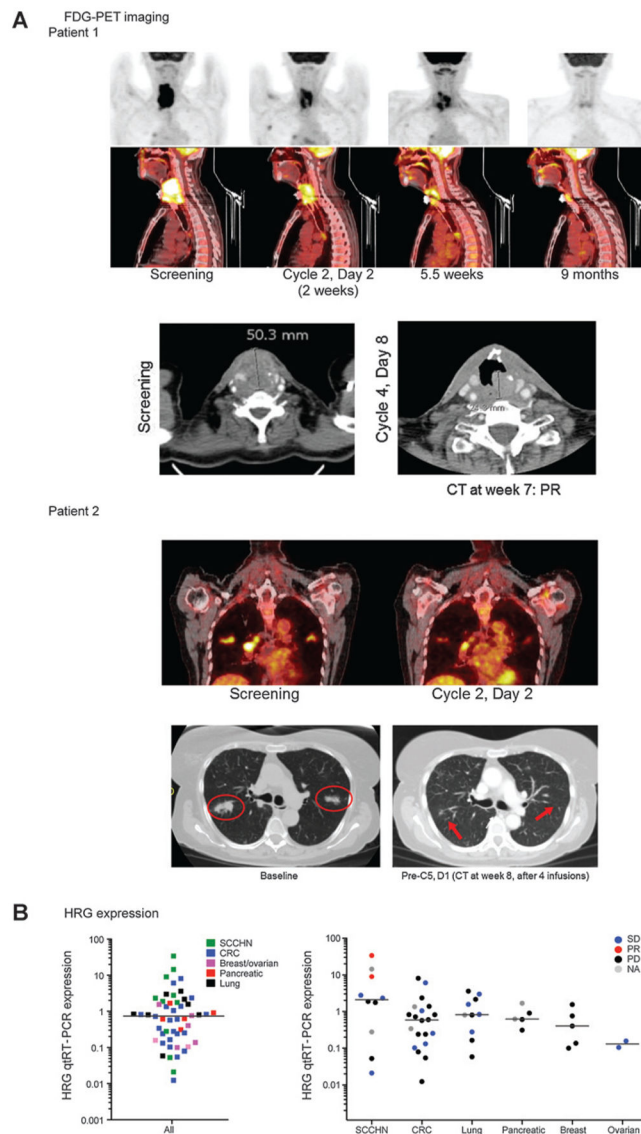 A
FDG-PET imaging
Patient 1
Screening
Cycle 2, Day 2
(2 weeks)
5.5 weeks
9 months
Screening
50.3 mm
Cycle 4, Day 8
CT at week 7: PR
Patient 2
Screening
Cycle 2, Day 2
Baseline
Pre-C5, D1 (CT at week 8, after 4 infusions)
B
HRG expression
HRG qtRT-PCR expression
100
10
1
0.1
0.01
0.001
All
SCCHN
CRC
Breast/ovarian
Pancreatic
Lung
HRG qtRT-PCR expression
100
10
1
0.1
0.01
SCCHN
CRC
Lung
Pancreatic
Breast
Ovarian
SD
PR
PD
NA